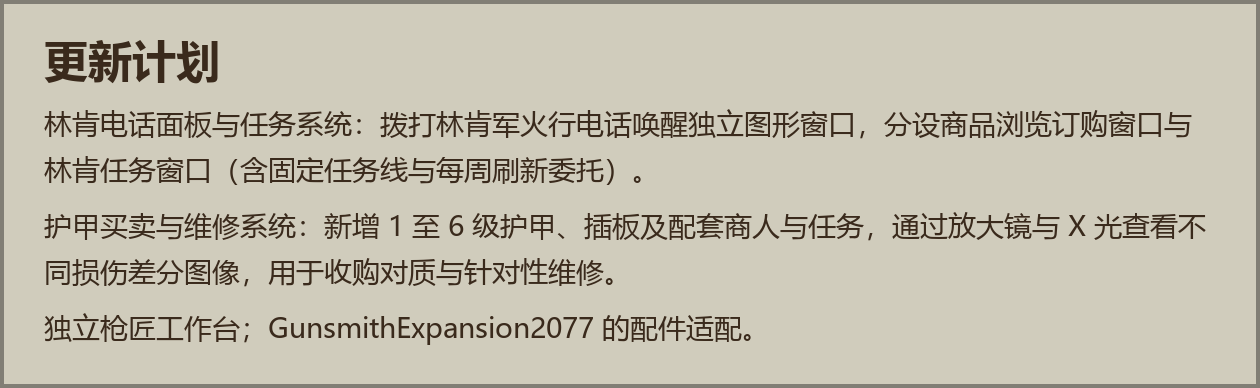 更新计划
林肯电话面板与任务系统：拨打林肯军火行电话唤醒独立图形窗口，分设商品浏览订购窗口与
林肯任务窗口（含固定任务线与每周刷新委托）。
护甲买卖与维修系统：新增 1 至 6 级护甲、插板及配套商人与任务，通过放大镜与 X 光查看不
同损伤差分图像，用于收购对质与针对性维修。
独立枪匠工作台；GunsmithExpansion2077 的配件适配。